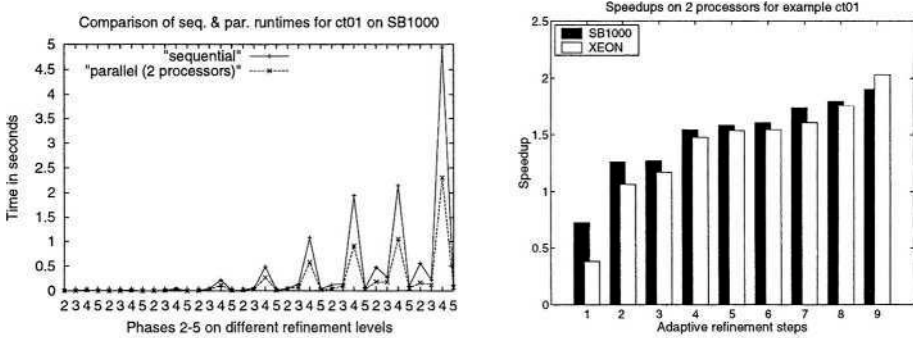 Comparison of seq. & par. runtimes for ct01 on SB1000
5
4.5
4
3.5
3
2.5
2
1.5
1
0.5
0
Time in seconds
"sequential"
"parallel (2 processors)"
2 3 4 5 2 3 4 5 2 3 4 5 2 3 4 5 2 3 4 5 2 3 4 5 2 3 4 5 2 3 4 5 2 3 4 5
Phases 2-5 on different refinement levels
Speedups on 2 processors for example ct01
2.5
2
1.5
1
0.5
0
Speedup
SB1000
XEON
1 2 3 4 5 6 7 8 9
Adaptive refinement steps